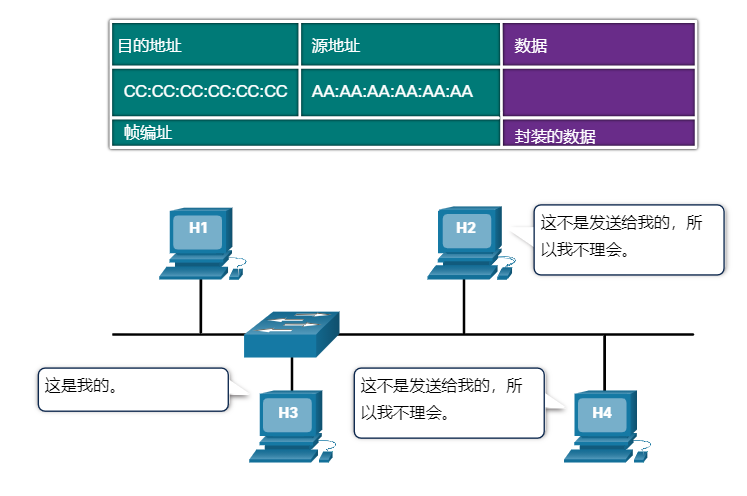 目的地址 源地址 数据
CC:CC:CC:CC:CC:CC AA:AA:AA:AA:AA:AA
帧编址 封装的数据
H1
H2
这不是发送给我的，所
以我不理会。
这是我的。
H3
这不是发送给我的，所
以我不理会。
H4